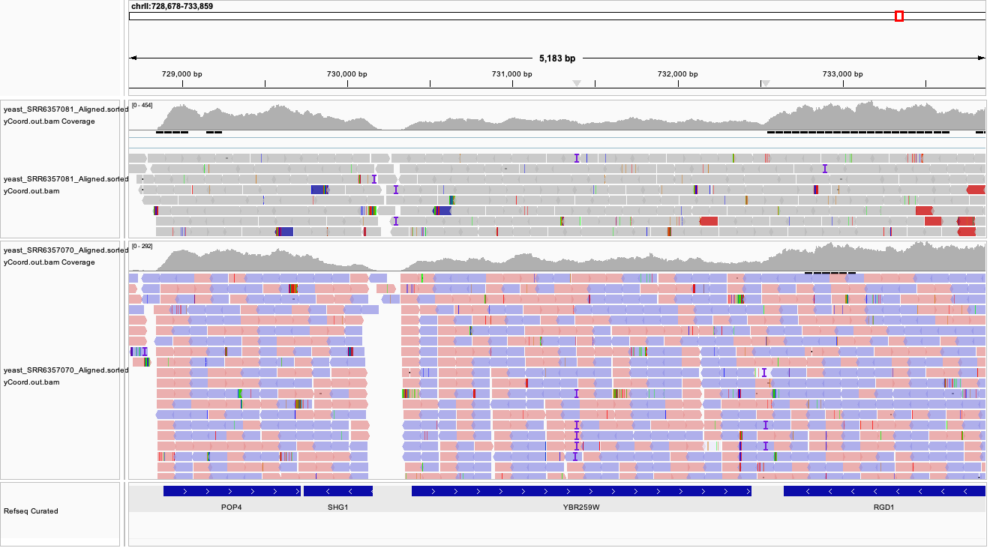 chrII:728,678-733,859
5,183 bp
729,000 bp 730,000 bp 731,000 bp 732,000 bp 733,000 bp
yeast_SRR6357081_Aligned.sorted
yCoord.out.bam Coverage
[0 - 454]
yeast_SRR6357081_Aligned.sorted
yCoord.out.bam
yeast_SRR6357070_Aligned.sorted
yCoord.out.bam Coverage
[0 - 292]
yeast_SRR6357070_Aligned.sorted
yCoord.out.bam
Refseq Curated
POP4 SHG1 YBR259W RGD1